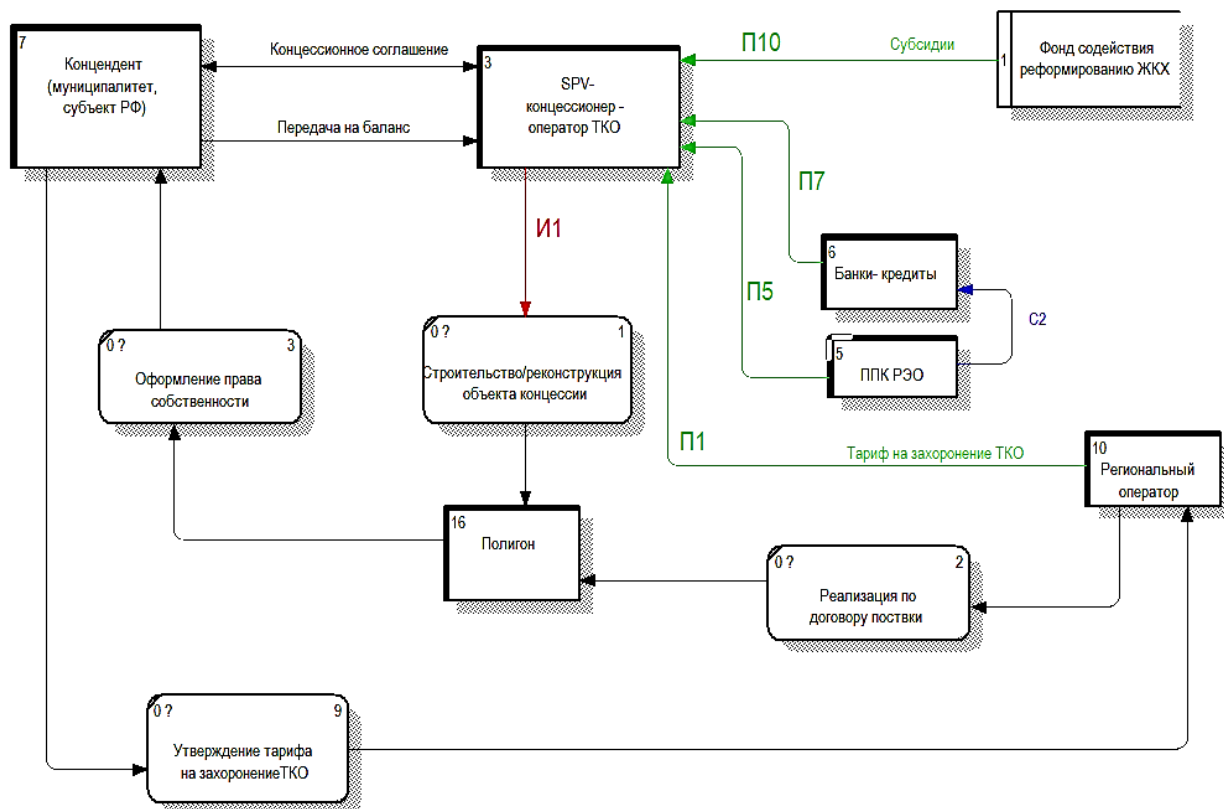 7
Концендент
(муниципалитет,
субъект РФ)
Концессионное соглашение
Передача на баланс
3
SPV-
концессионер -
оператор ТКО
П10
Субсидии
1
Фонд содействия
реформированию ЖКХ
И1
П7
П5
6
Банки- кредиты
С2
5
ППК РЭО
0 ?
3
Оформление права
собственности
0 ?
1
Строительство/реконструкция
объекта концессии
П1
Тариф на захоронение ТКО
10
Региональный
оператор
16
Полигон
0 ?
2
Реализация по
договору поствки
0 ?
9
Утверждение тарифа
на захоронениеТКО